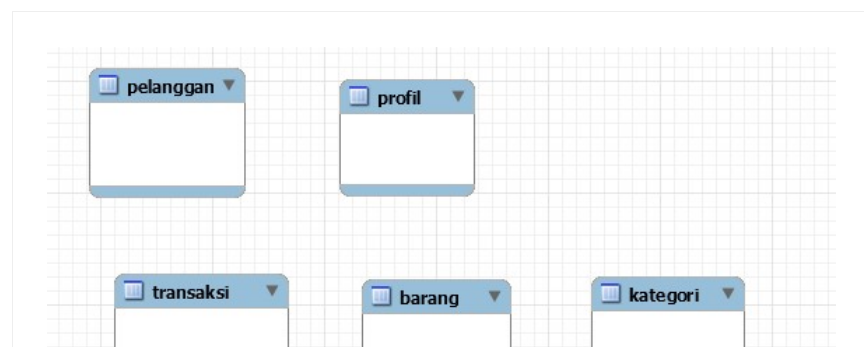 pelanggan
profil
transaksi
barang
kategori